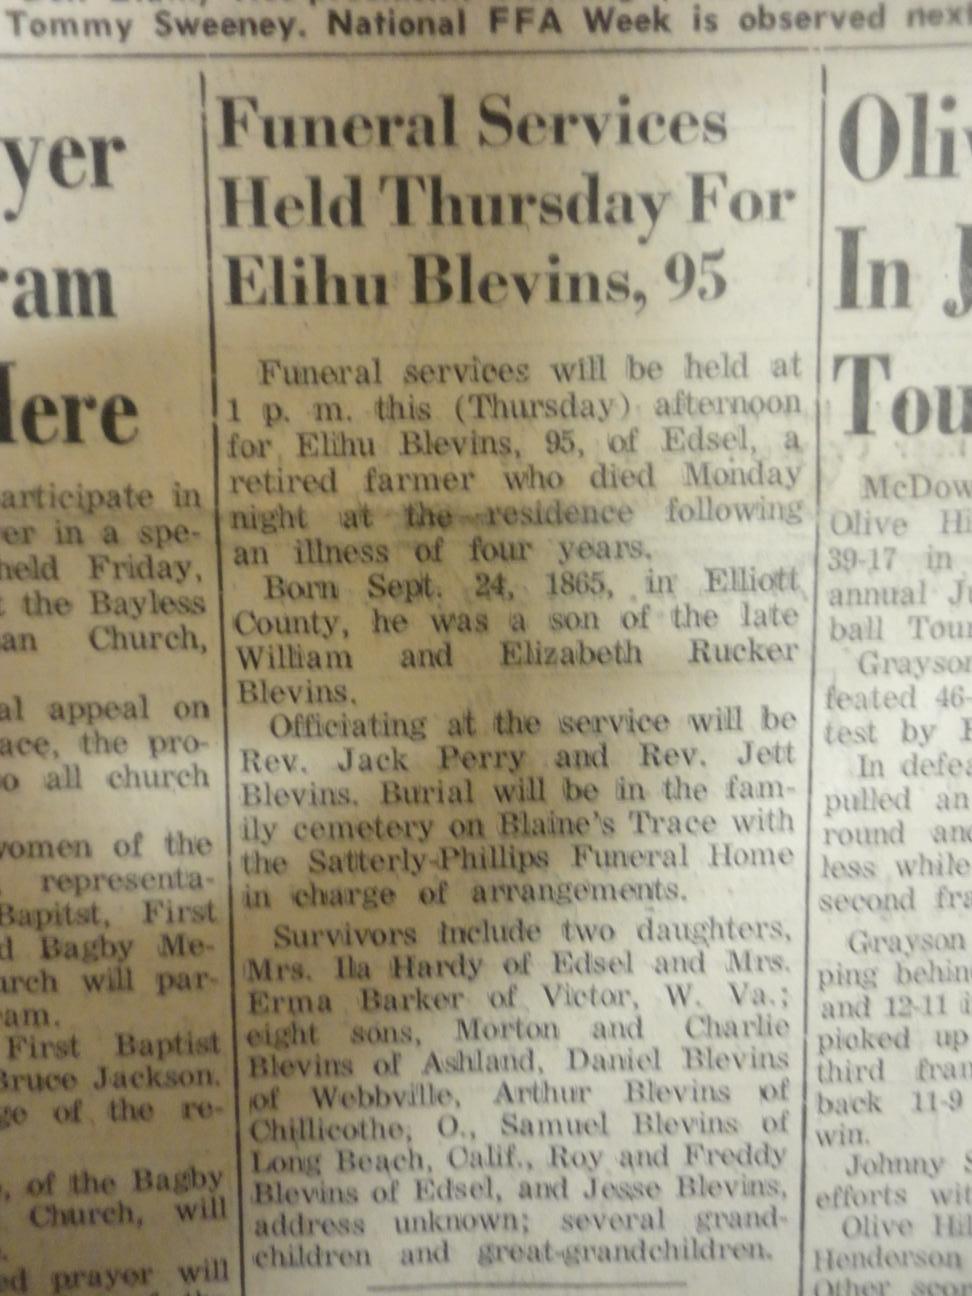 Tommy Sweeney. National FFA Week is observed next
yer
ram
Here
articipate in
er in a spe-
held Friday,
t the Bayless
an Church,
al appeal on
ace, the pro-
o all church
women of the
representa-
Bapitst, First
d Bagby Me-
urch will par-
ram.
First Baptist
Bruce Jackson.
ge of the re-
, of the Bagby
Church, will
ed prayer will
Funeral Services
Held Thursday For
Elihu Blevins, 95
Funeral services will be held at
1 p. m. this (Thursday) afternoon
for Elihu Blevins, 95, of Edsel, a
retired farmer who died Monday
night at the residence following
an illness of four years.
Born Sept. 24, 1865, in Elliott
County, he was a son of the late
William and Elizabeth Rucker
Blevins.
Officiating at the service will be
Rev. Jack Perry and Rev. Jett
Blevins. Burial will be in the fam-
ily cemetery on Blaine's Trace with
the Satterly-Phillips Funeral Home
in charge of arrangements.
Survivors include two daughters,
Mrs. Ila Hardy of Edsel and Mrs.
Erma Barker of Victor, W. Va.;
eight sons, Morton and Charlie
Blevins of Ashland, Daniel Blevins
of Webbville, Arthur Blevins of
Chillicothe, O., Samuel Blevins of
Long Beach, Calif., Roy and Freddy
Blevins of Edsel, and Jesse Blevins,
address unknown; several grand-
children and great-grandchildren.
Oliv
In J
Tou
McDow
Olive Hi
39-17 in
annual Ju
ball Tour
Grayson
feated 46-
test by
In defea
pulled an
round and
less while
second fra
Grayson
ping behin
and 12-11 i
picked up
third fram
back 11-9
win.
Johnny S
efforts wit
Olive Hil
Henderson
Other scor